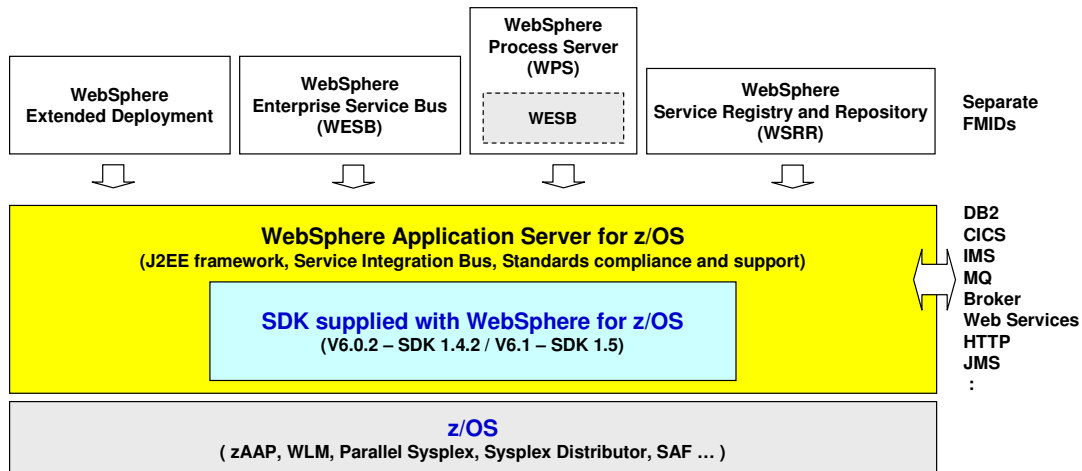 WebSphere
Extended Deployment
WebSphere
Enterprise Service Bus
(WESB)
WebSphere
Process Server
(WPS)
WESB
WebSphere
Service Registry and Repository
(WSRR)
Separate
FMIDs
WebSphere Application Server for z/OS
(J2EE framework, Service Integration Bus, Standards compliance and support)
SDK supplied with WebSphere for z/OS
(V6.0.2 – SDK 1.4.2 / V6.1 – SDK 1.5)
DB2
CICS
IMS
MQ
Broker
Web Services
HTTP
JMS
:
z/OS
( zAAP, WLM, Parallel Sysplex, Sysplex Distributor, SAF … )